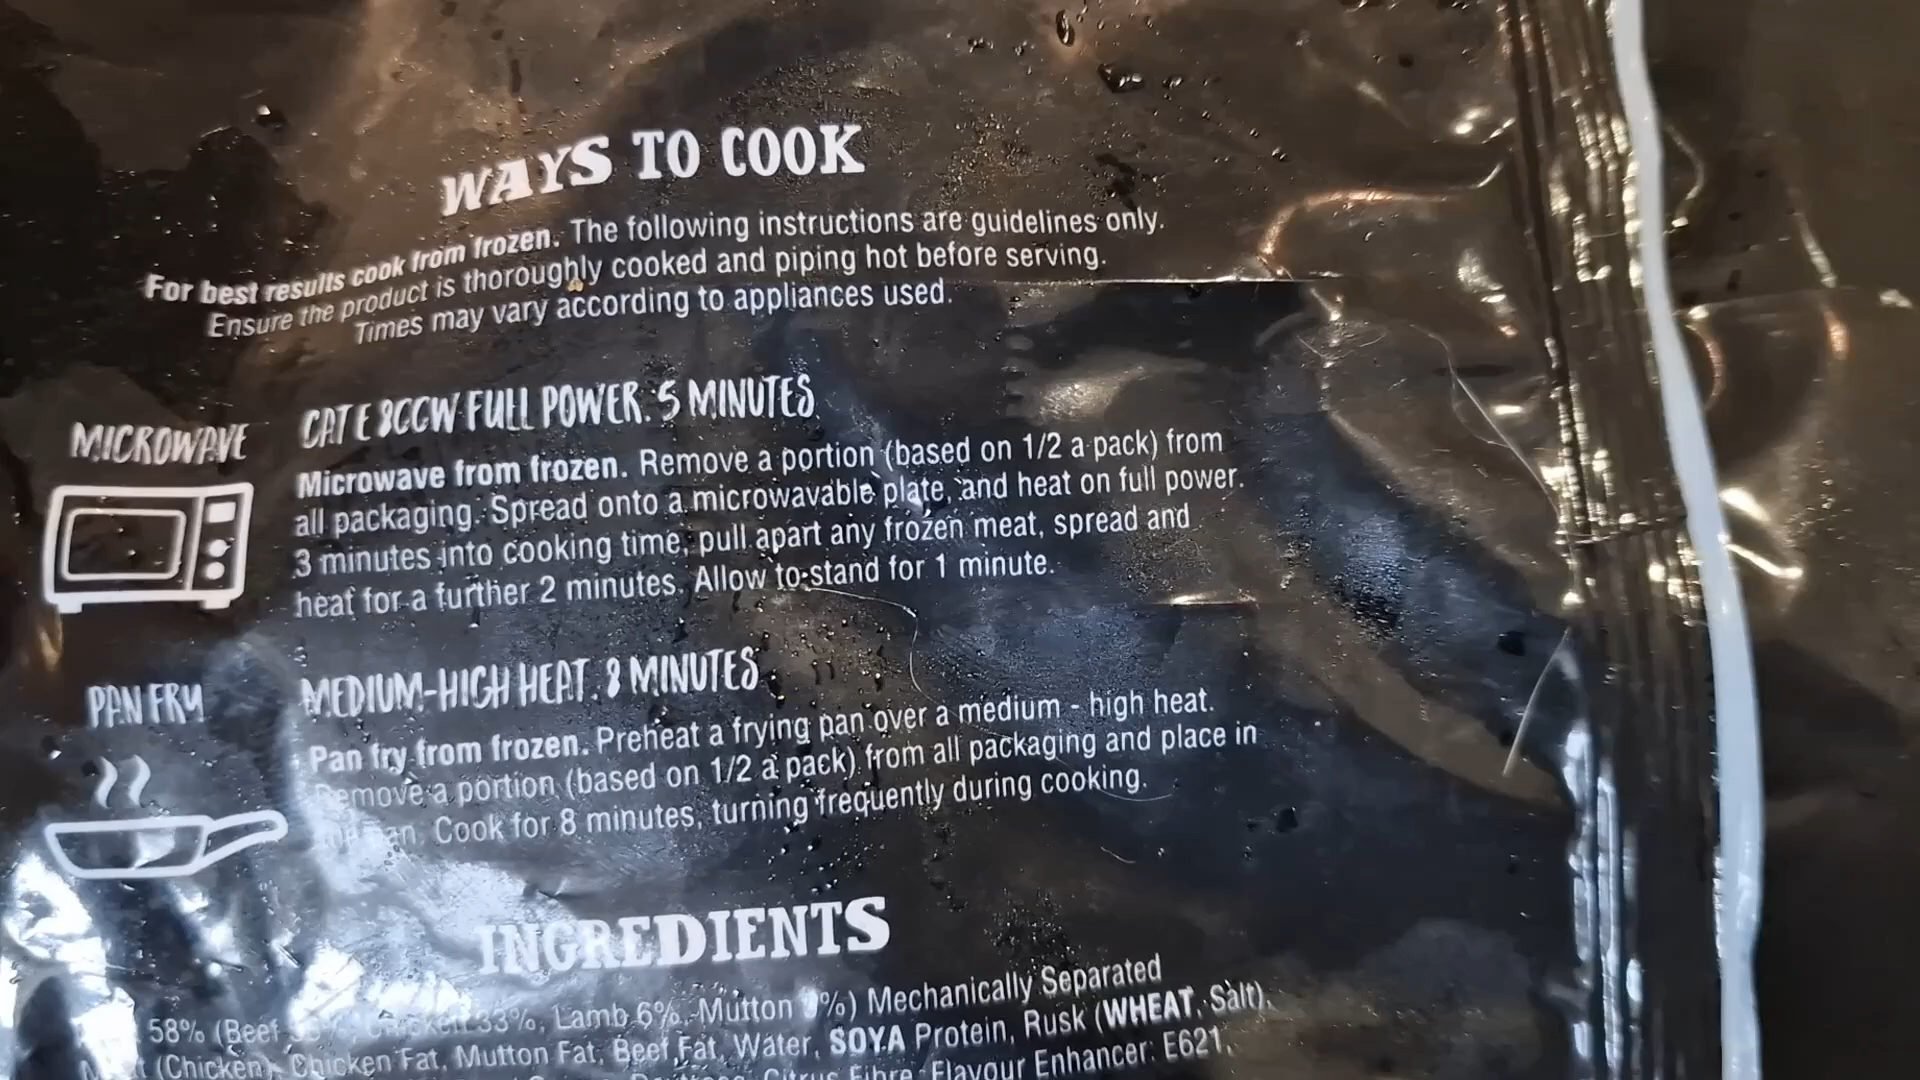 WAYS TO COOK
For best results cook from frozen. The following instructions are guidelines only.
Ensure the product is thoroughly cooked and piping hot before serving.
Times may vary according to appliances used.
MICROWAVE
CAT E 800W FULL POWER. 5 MINUTES
Microwave from frozen. Remove a portion (based on 1/2 a pack) from
all packaging. Spread onto a microwavable plate, and heat on full power.
3 minutes into cooking time, pull apart any frozen meat, spread and
heat for a further 2 minutes. Allow to stand for 1 minute.
PAN FRY
MEDIUM-HIGH HEAT. 8 MINUTES
Pan fry from frozen. Preheat a frying pan over a medium - high heat.
Remove a portion (based on 1/2 a pack) from all packaging and place in
pan. Cook for 8 minutes, turning frequently during cooking.
INGREDIENTS
58% (Beef Chicken 33%, Lamb 6%, Mutton Mechanically Separated
(Chicken), Chicken Fat, Mutton Fat, Beef Fat, Water, SOYA Protein, Rusk (WHEAT, Salt),
Citrus Fibre, Flavour Enhancer: E621,